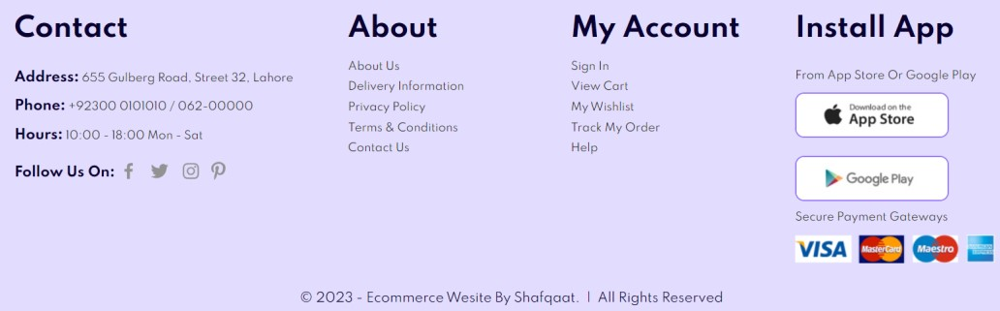 Contact
Address: 655 Gulberg Road, Street 32, Lahore
Phone: +92300 0101010 / 062-00000
Hours: 10:00 - 18:00 Mon - Sat
Follow Us On:
About
About Us
Delivery Information
Privacy Policy
Terms & Conditions
Contact Us
My Account
Sign In
View Cart
My Wishlist
Track My Order
Help
Install App
From App Store Or Google Play
Download on the
App Store
Google Play
Secure Payment Gateways
VISA MasterCard Maestro
© 2023 - Ecommerce Wesite By Shafqaat. | All Rights Reserved